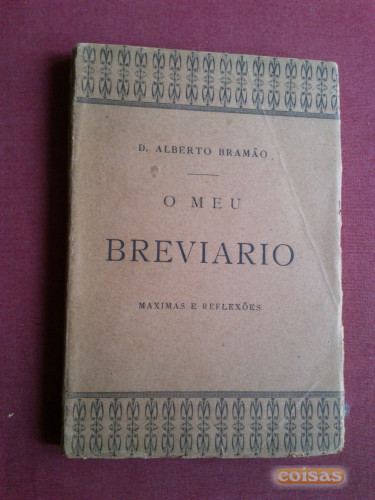 D. ALBERTO BRAMÃO
O MEU
BREVIARIO
MAXIMAS E REFLEXÕES
coisas